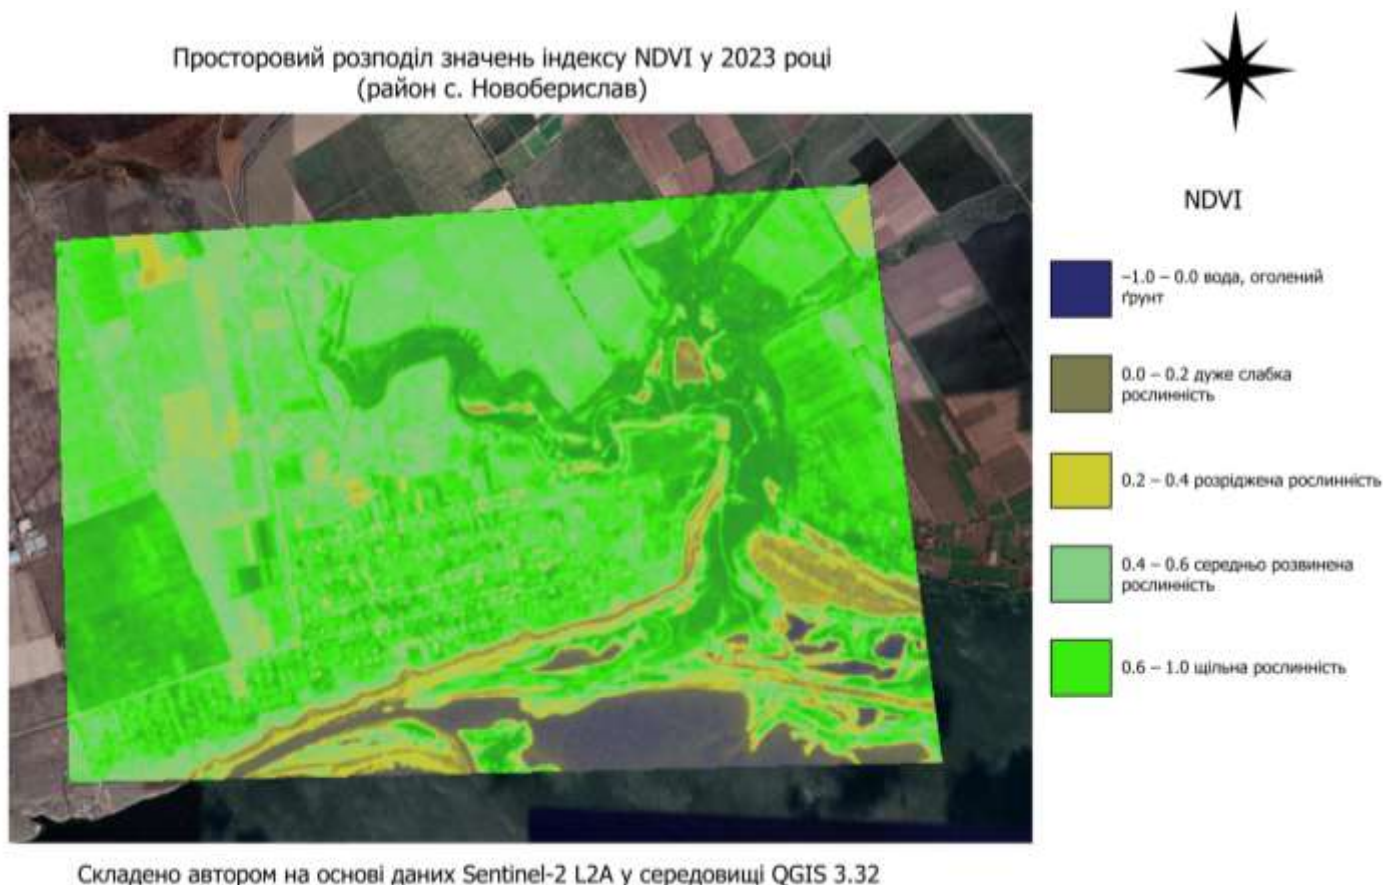 Просторовий розподіл значень індексу NDVI у 2023 році
(район с. Новоберислав)
NDVI
–1.0 – 0.0 вода, оголений
ґрунт
0.0 – 0.2 дуже слабка
рослинність
0.2 – 0.4 розріджена рослинність
0.4 – 0.6 середньо розвинена
рослинність
0.6 – 1.0 щільна рослинність
Складено автором на основі даних Sentinel-2 L2A у середовищі QGIS 3.32